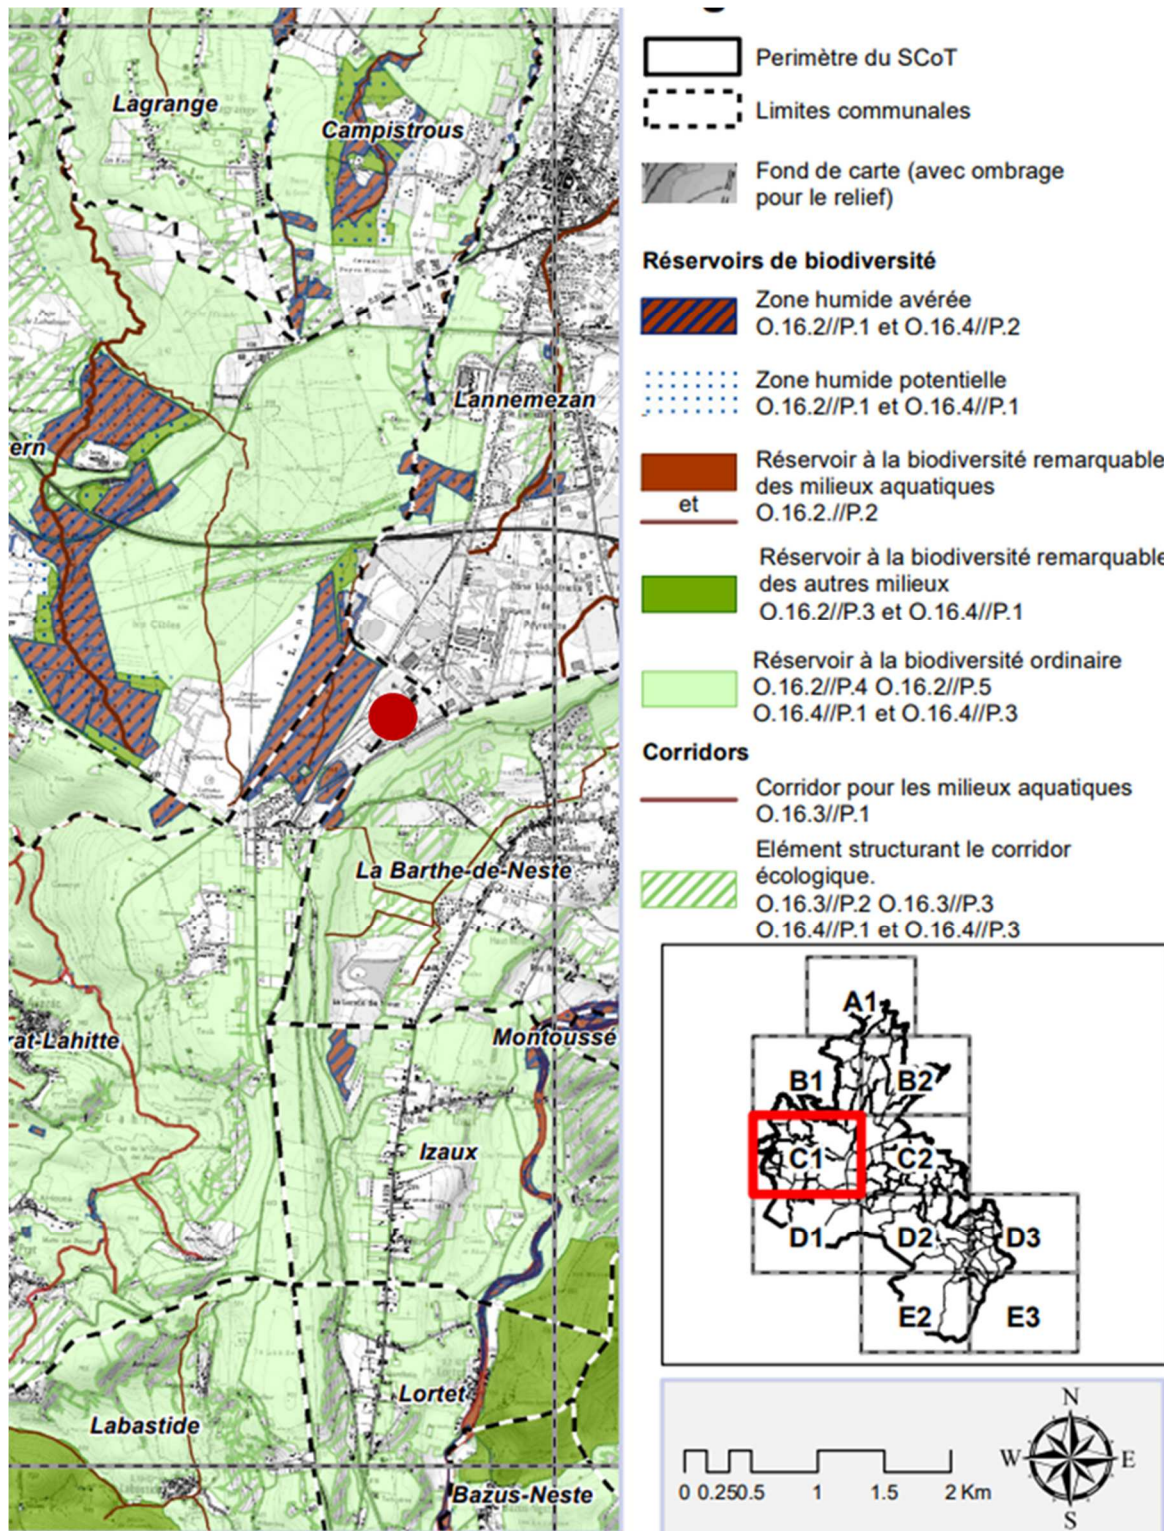 Lagrange
Campistrous
Lannemezan
ern
La Barthe-de-Neste
Montoussé
rat-Lahitte
Izaux
Lortet
Labastide
Bazus-Neste
Perimètre du SCoT
Limites communales
Fond de carte (avec ombrage
pour le relief)
Réservoirs de biodiversité
Zone humide avérée
O.16.2//P.1 et O.16.4//P.2
Zone humide potentielle
O.16.2//P.1 et O.16.4//P.1
Réservoir à la biodiversité remarquable
des milieux aquatiques
et
O.16.2.//P.2
Réservoir à la biodiversité remarquable
des autres milieux
O.16.2//P.3 et O.16.4//P.1
Réservoir à la biodiversité ordinaire
O.16.2//P.4 O.16.2//P.5
O.16.4//P.1 et O.16.4//P.3
Corridors
Corridor pour les milieux aquatiques
O.16.3//P.1
Elément structurant le corridor
écologique.
O.16.3//P.2 O.16.3//P.3
O.16.4//P.1 et O.16.4//P.3
A1
B1 B2
C1 C2
D1 D2 D3
E2 E3
N
W E
S
0 0.25 0.5 1 1.5 2 Km